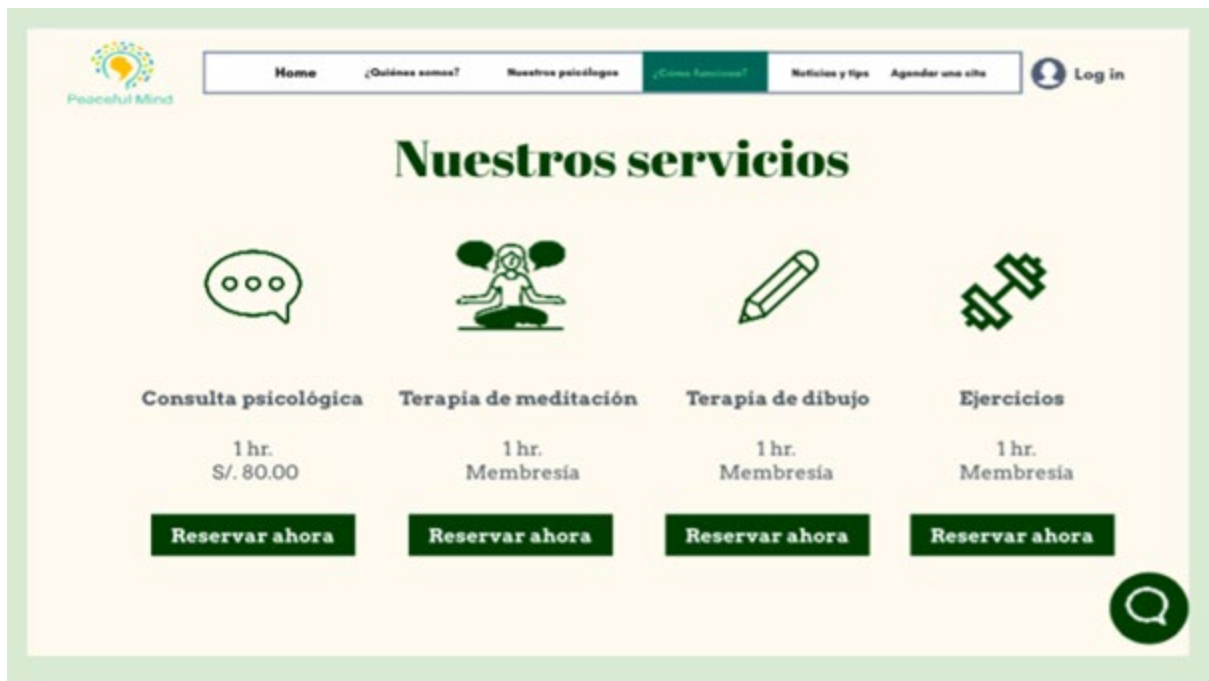 Peaceful Mind
Home ¿Quiénes somos? Nuestros psicólogos ¿Cómo funciona? Noticias y tips Agendar una cita Log in
Nuestros servicios
Consulta psicológica Terapia de meditación Terapia de dibujo Ejercicios
1 hr. 1 hr. 1 hr. 1 hr.
S/. 80.00 Membresía Membresía Membresía
Reservar ahora Reservar ahora Reservar ahora Reservar ahora